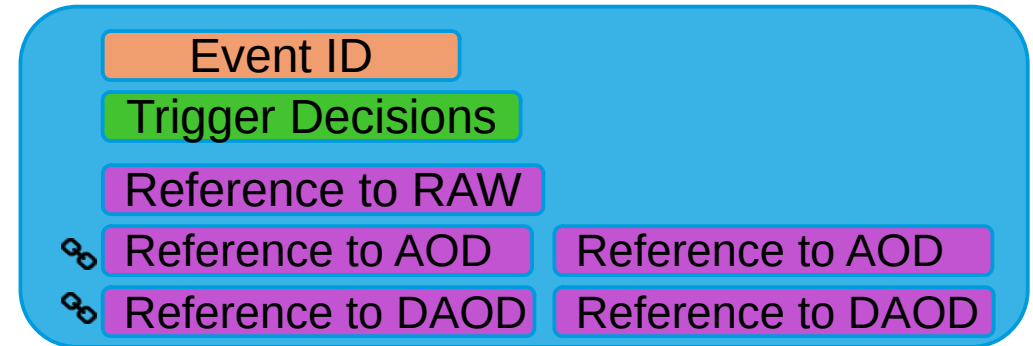 Event ID
Trigger Decisions
Reference to RAW
Reference to AOD Reference to AOD
Reference to DAOD Reference to DAOD